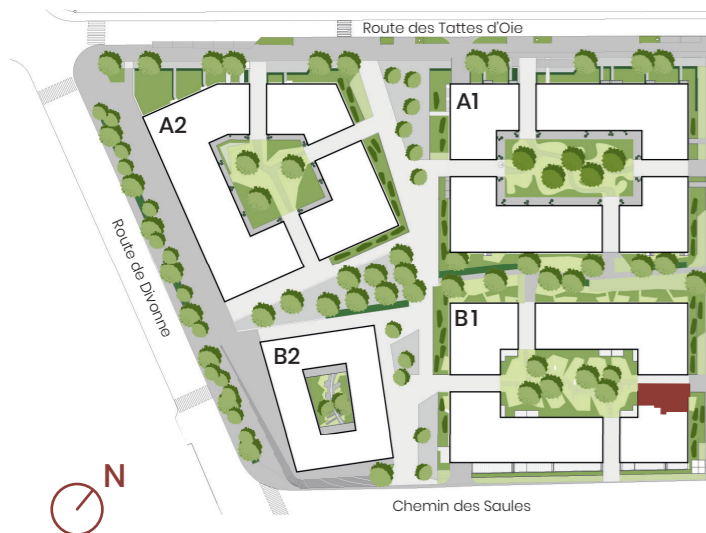 Route des Tattes d'Oie
A2
A1
Route de Divonne
B1
B2
N
Chemin des Saules